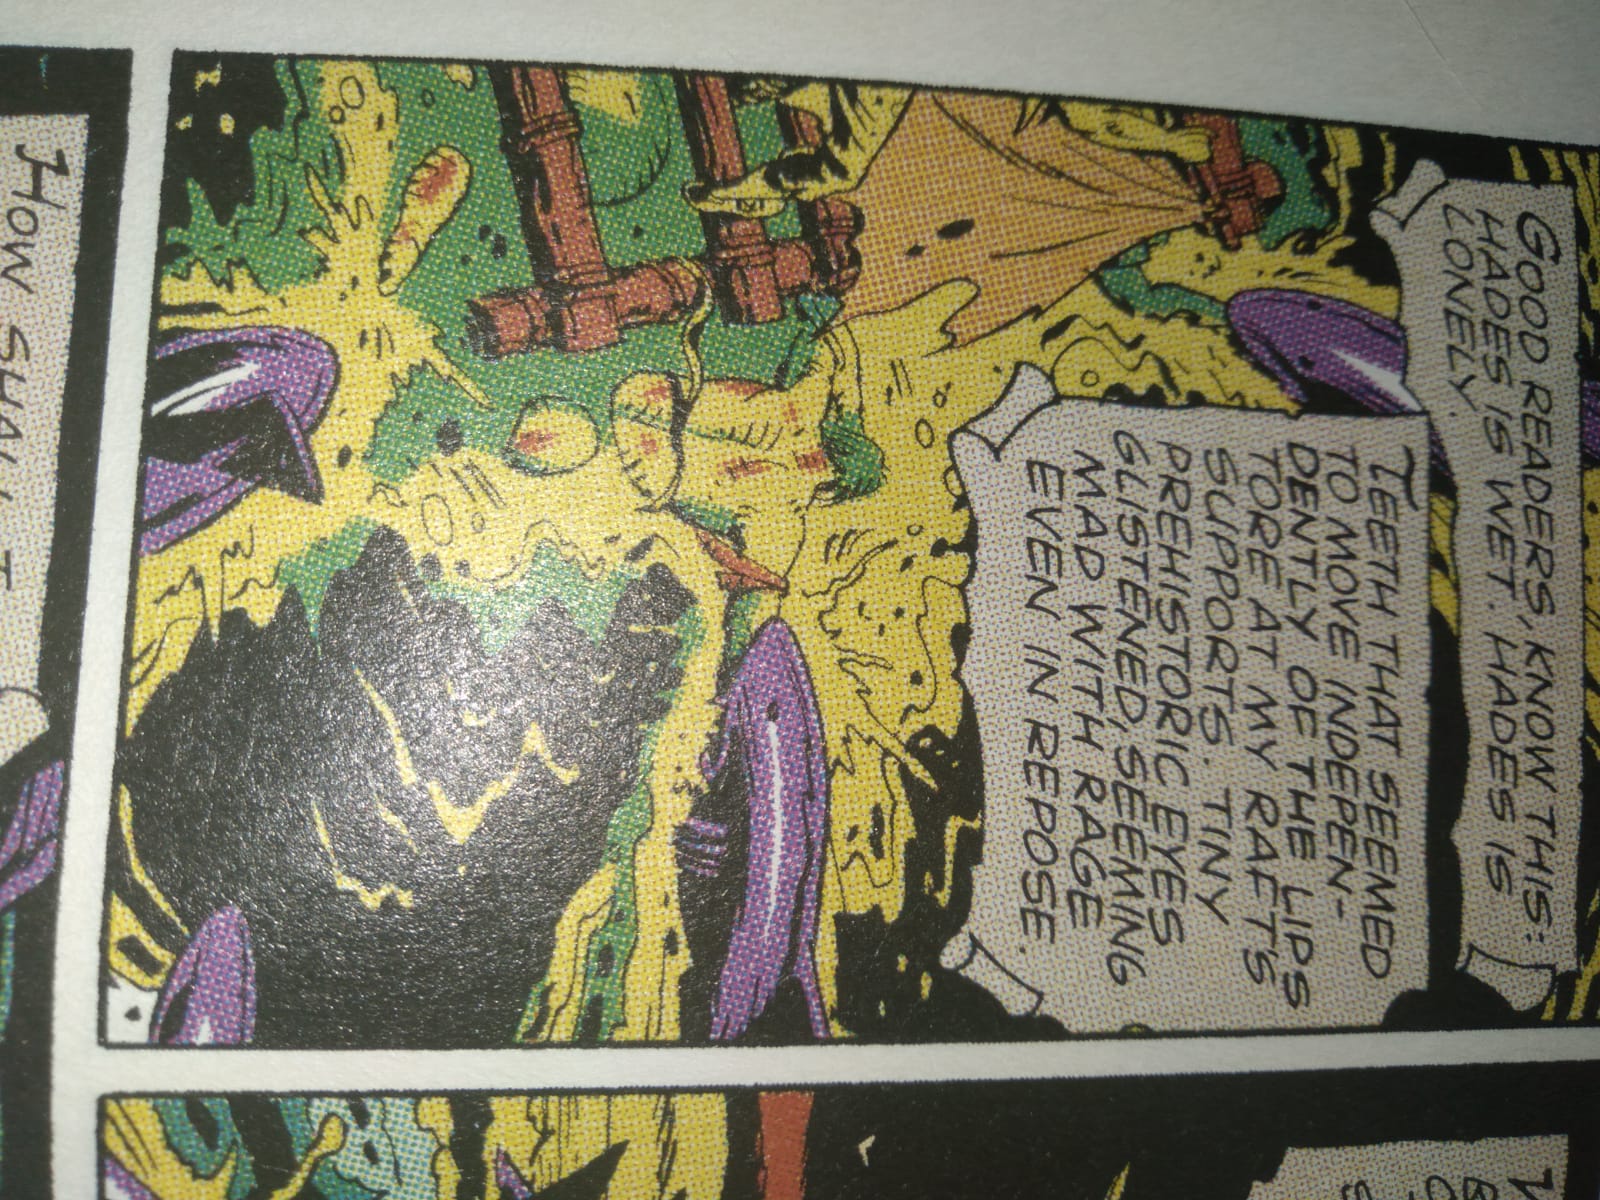 GOOD READERS, KNOW THIS:
HADES IS WET. HADES IS
LONELY.
TEETH THAT SEEMED
TO MOVE INDEPEN-
DENTLY OF THE LIPS
TORE AT MY RAFT'S
SUPPORTS. TINY
PREHISTORIC EYES
GLISTENED, SEEMING
MAD WITH RAGE
EVEN IN REPOSE.
HOW SHALL I